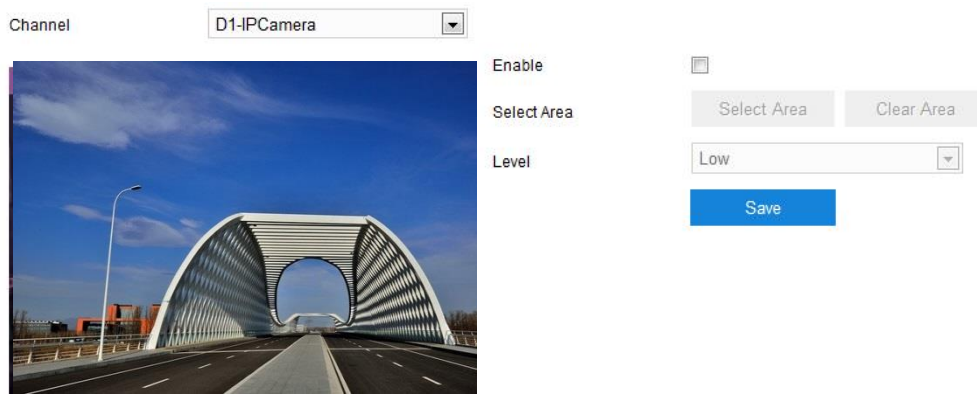 Channel D1-IPCamera
Enable
Select Area Select Area Clear Area
Level Low
Save